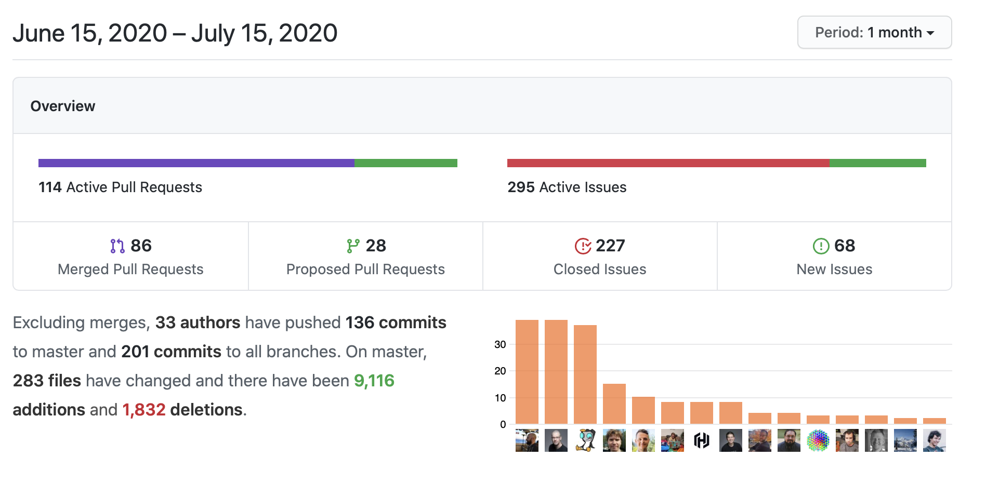 June 15, 2020 – July 15, 2020
Period: 1 month
Overview
114 Active Pull Requests
295 Active Issues
86
Merged Pull Requests
28
Proposed Pull Requests
227
Closed Issues
68
New Issues
Excluding merges, 33 authors have pushed 136 commits
to master and 201 commits to all branches. On master,
283 files have changed and there have been 9,116
additions and 1,832 deletions.
30
20
10
0